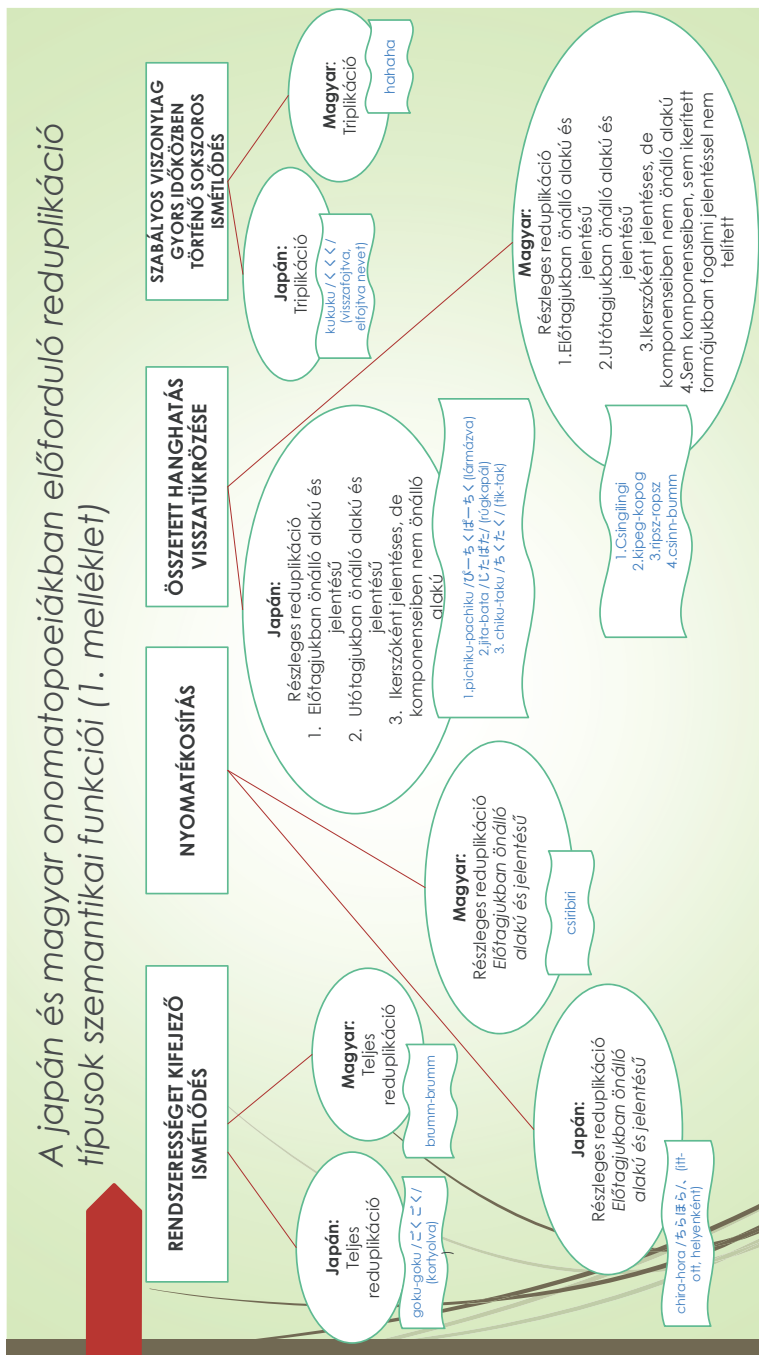 A japán és magyar onomatopoeiákban előforduló reduplikáció
típusok szemantikai funkciói (1. melléklet)
RENDSZERESSÉGET KIFEJEZŐ
ISMÉTLŐDÉS
Japán:
Teljes
reduplikáció
goku-goku /ごくごく/
(kortyolva)
Magyar:
Teljes
reduplikáció
brumm-brumm
NYOMATÉKOSÍTÁS
Japán:
Részleges reduplikáció
Előtagjukban önálló
alakú és jelentésű
chira-hora /ちらほら/、(itt-
ott, helyenként)
Magyar:
Részleges reduplikáció
Előtagjukban önálló
alakú és jelentésű
csiribiri
ÖSSZETETT HANGHATÁS
VISSZATÜKRÖZÉSE
Japán:
Részleges reduplikáció
1. Előtagjukban önálló alakú és
jelentésű
2. Utótagjukban önálló alakú és
jelentésű
3. Ikerszóként jelentéses, de
komponenseiben nem önálló
alakú
1.pichiku-pachiku /ぴーちくぱーちく (lármázva)
2.jita-bata /じたばた/ (rúgkapál)
3. chiku-taku /ちくたく/ (tik-tak)
Magyar:
Részleges reduplikáció
1.Előtagjukban önálló alakú és
jelentésű
2.Utótagjukban önálló alakú és
jelentésű
3.Ikerszóként jelentéses, de
komponenseiben nem önálló alakú
4.Sem komponenseiben, sem ikerített
formájukban fogalmi jelentéssel nem
telített
1.Csingilingi
2.kipeg-kopog
3.ripsz-ropsz
4.csinn-bumm
SZABÁLYOS VISZONYLAG
GYORS IDŐKÖZBEN
TÖRTÉNŐ SOKSZOROS
ISMÉTLŐDÉS
Japán:
Triplikáció
kukuku /くくく/
(visszafojtva,
elfojtva nevet)
Magyar:
Triplikáció
hahaha